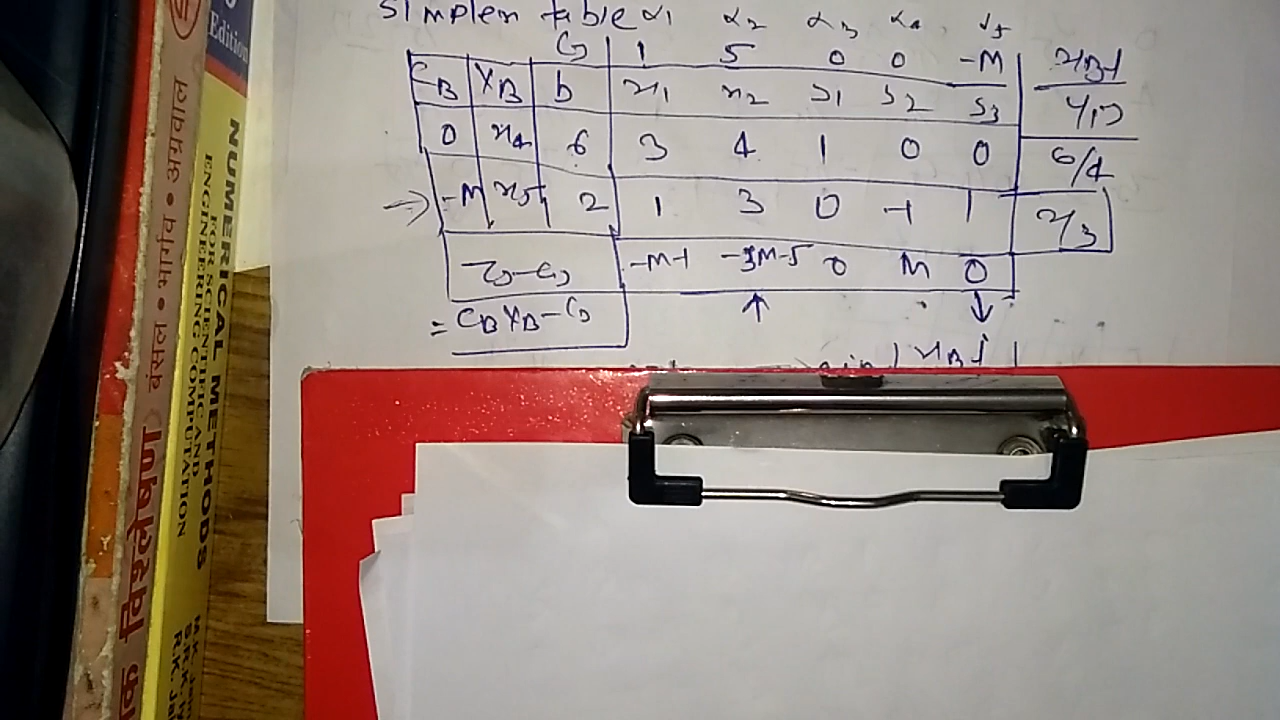 Simplex table α1 α2 α3 α4 α5
Cj 1 5 0 0 -M
CB XB b x1 x2 s1 s2 s3
0 x4 6 3 4 1 0 0 6/4
→ -M x5 2 1 3 0 -1 1 2/3
Zj-Cj -M-1 -3M-5 0 M 0
↑ ↓
= CB XB - Cj
Edition
NUMERICAL METHODS
FOR SCIENTIFIC AND
ENGINEERING COMPUTATION
विश्लेषण
बंसल • भार्गव • अग्रवाल